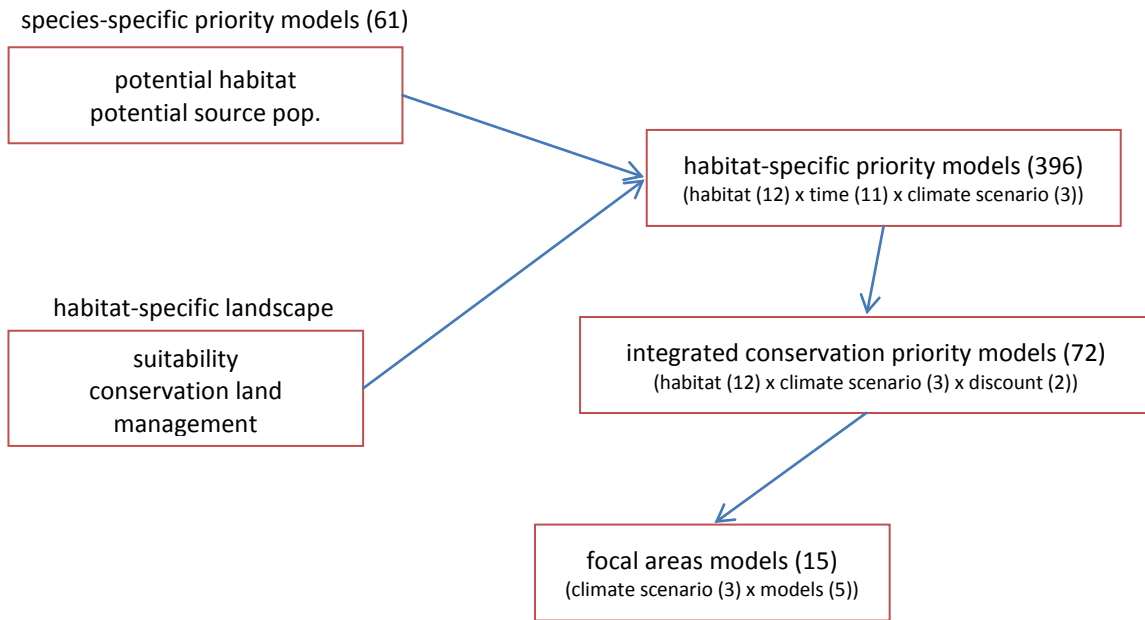 species-specific priority models (61)
potential habitat
potential source pop.
habitat-specific priority models (396)
(habitat (12) x time (11) x climate scenario (3))
habitat-specific landscape
suitability
conservation land
management
integrated conservation priority models (72)
(habitat (12) x climate scenario (3) x discount (2))
focal areas models (15)
(climate scenario (3) x models (5))